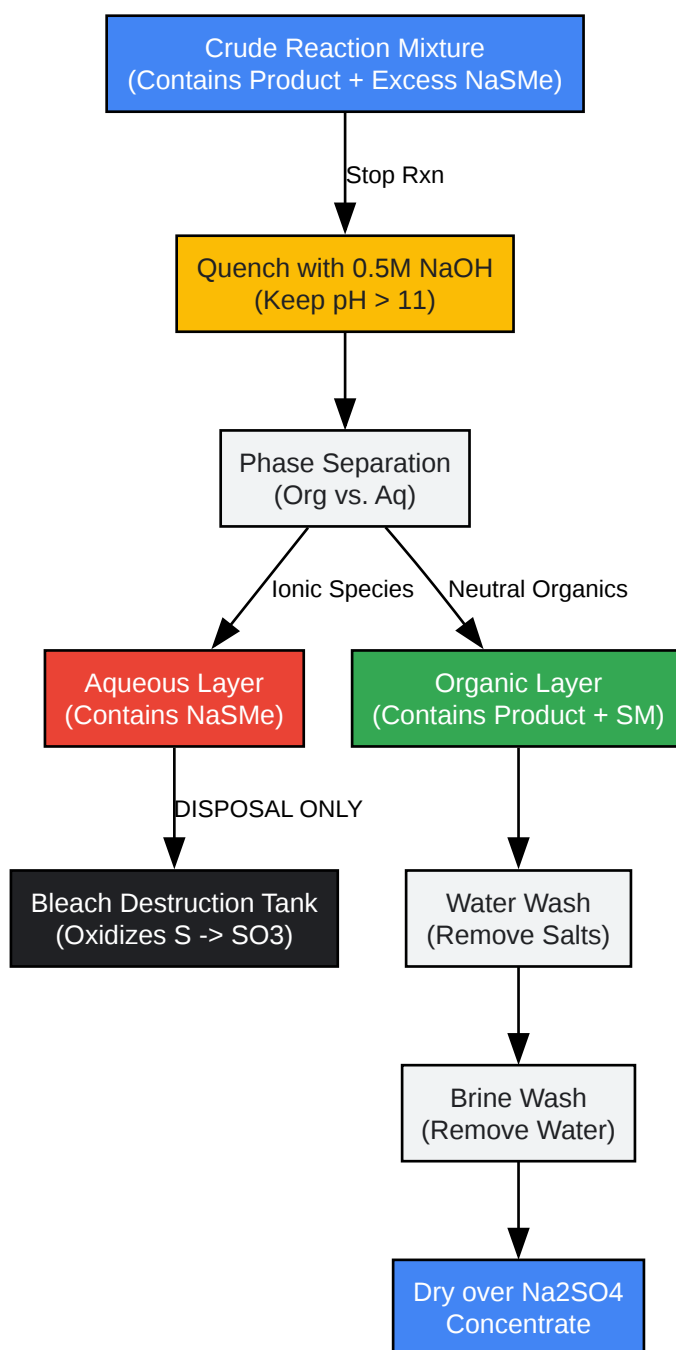 Crude Reaction Mixture
(Contains Product + Excess NaSMe)
Stop Rxn
Quench with 0.5M NaOH
(Keep pH > 11)
Phase Separation
(Org vs. Aq)
Ionic Species
Neutral Organics
Aqueous Layer
(Contains NaSMe)
Organic Layer
(Contains Product + SM)
DISPOSAL ONLY
Bleach Destruction Tank
(Oxidizes S -> SO3)
Water Wash
(Remove Salts)
Brine Wash
(Remove Water)
Dry over Na2SO4
Concentrate